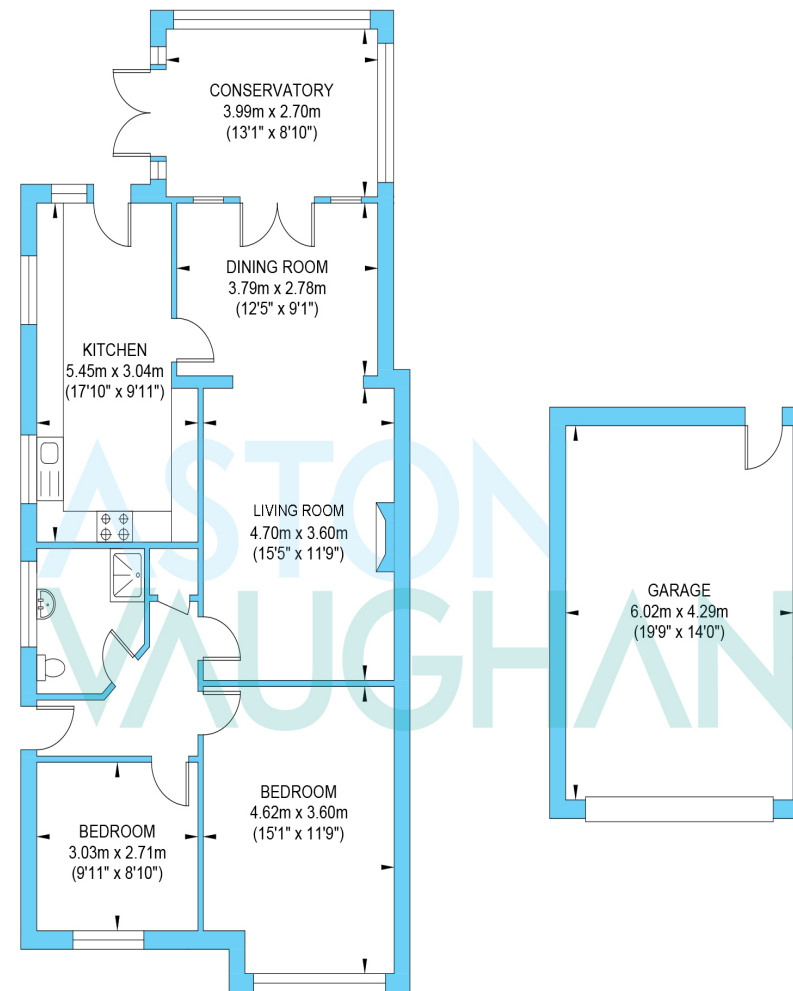 CONSERVATORY
3.99m x 2.70m
(13'1" x 8'10")
DINING ROOM
3.79m x 2.78m
(12'5" x 9'1")
KITCHEN
5.45m x 3.04m
(17'10" x 9'11")
ASTON
VAUGHAN
LIVING ROOM
4.70m x 3.60m
(15'5" x 11'9")
GARAGE
6.02m x 4.29m
(19'9" x 14'0")
BEDROOM
4.62m x 3.60m
(15'1" x 11'9")
BEDROOM
3.03m x 2.71m
(9'11" x 8'10")